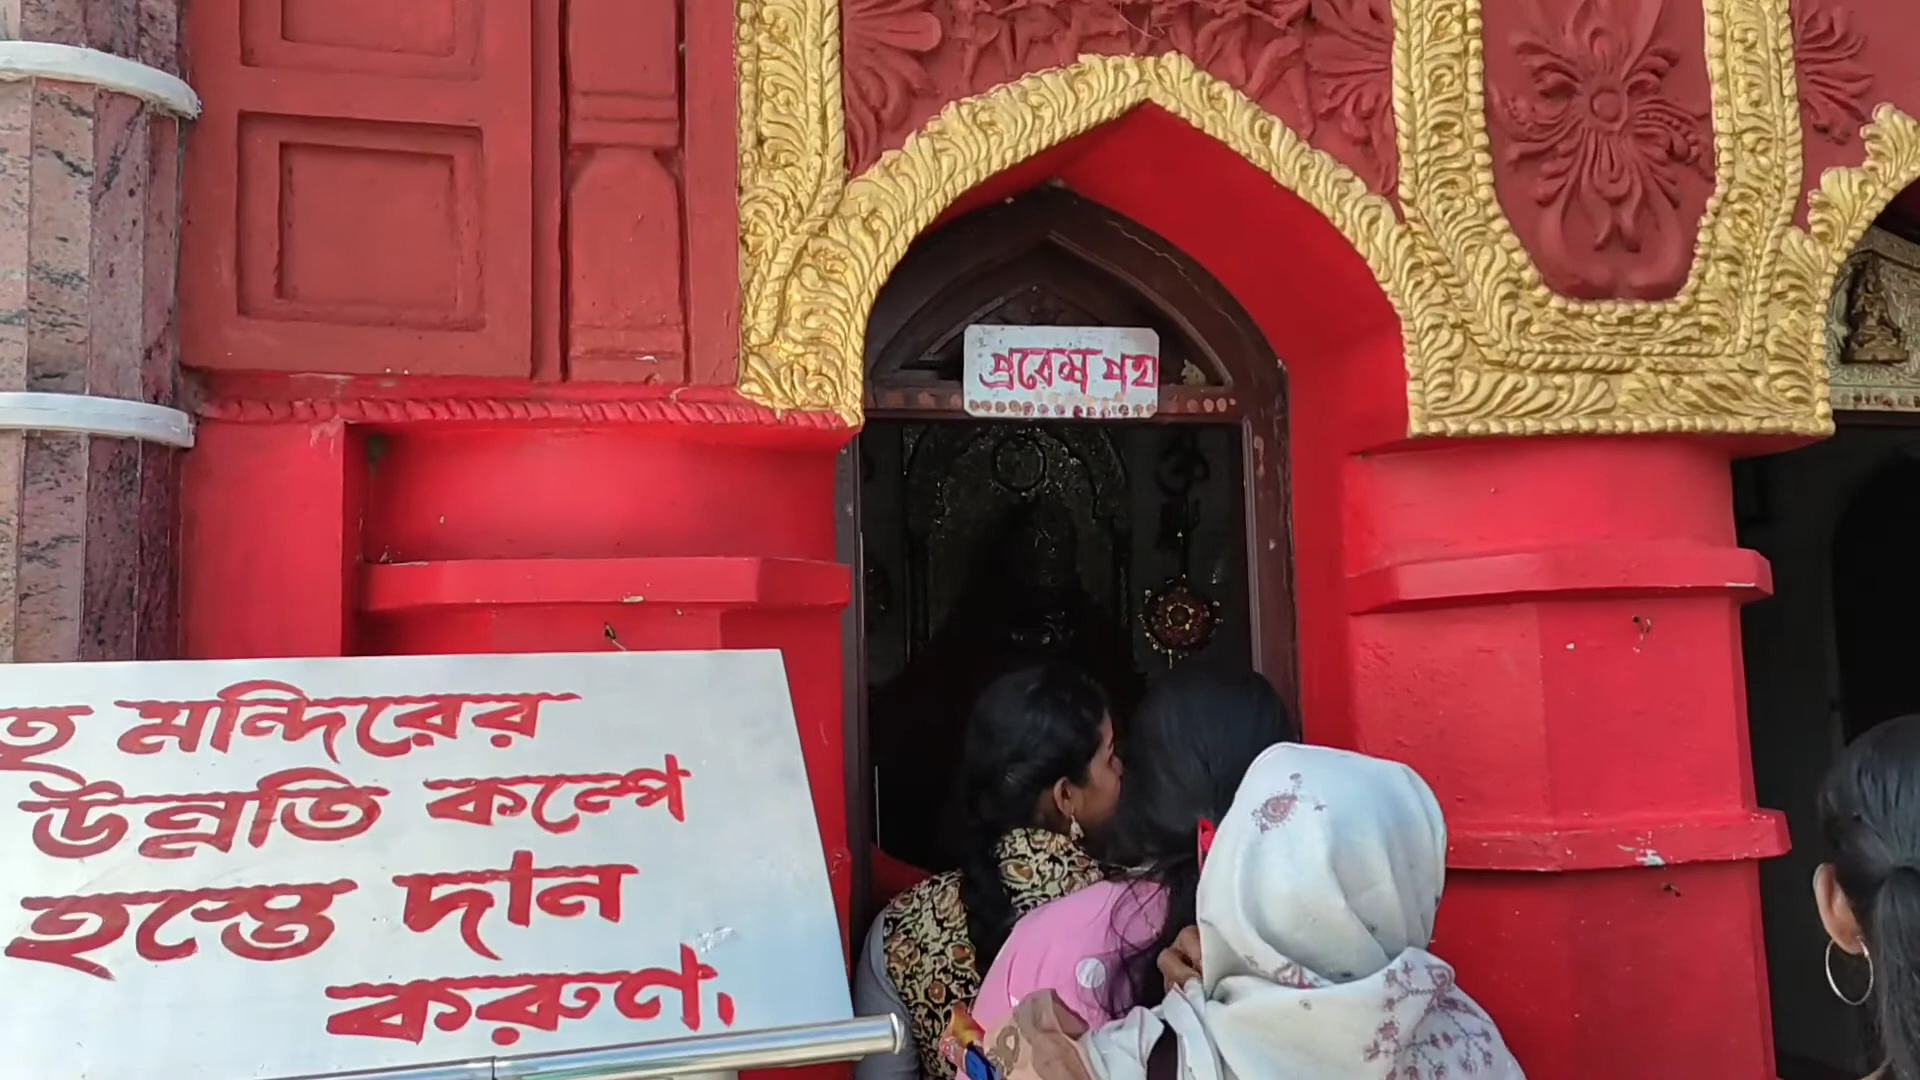 প্রবেশ পথ
মন্দিরের
উন্নতি কল্পে
হস্তে দান
করুণ,